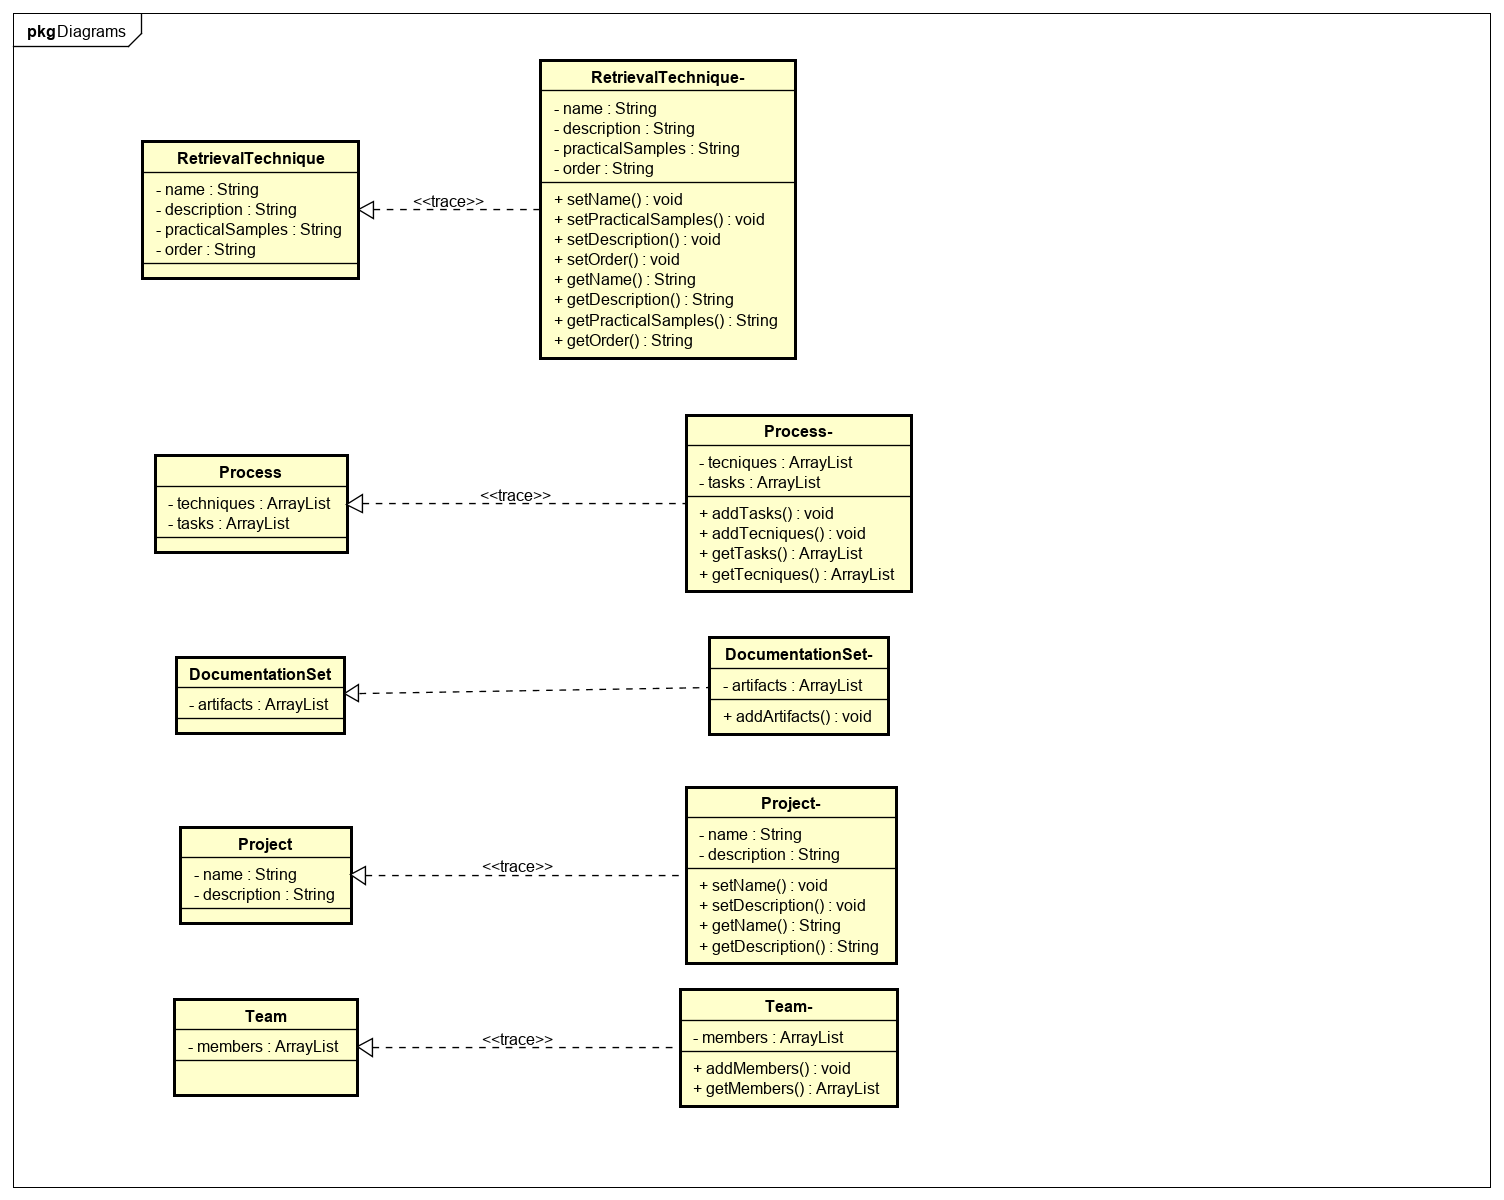 pkg Diagrams
RetrievalTechnique
- name : String
- description : String
- practicalSamples : String
- order : String
<<trace>>
RetrievalTechnique-
- name : String
- description : String
- practicalSamples : String
- order : String
+ setName() : void
+ setPracticalSamples() : void
+ setDescription() : void
+ setOrder() : void
+ getName() : String
+ getDescription() : String
+ getPracticalSamples() : String
+ getOrder() : String
Process
- techniques : ArrayList
- tasks : ArrayList
<<trace>>
Process-
- tecniques : ArrayList
- tasks : ArrayList
+ addTasks() : void
+ addTecniques() : void
+ getTasks() : ArrayList
+ getTecniques() : ArrayList
DocumentationSet
- artifacts : ArrayList
DocumentationSet-
- artifacts : ArrayList
+ addArtifacts() : void
Project
- name : String
- description : String
<<trace>>
Project-
- name : String
- description : String
+ setName() : void
+ setDescription() : void
+ getName() : String
+ getDescription() : String
Team
- members : ArrayList
<<trace>>
Team-
- members : ArrayList
+ addMembers() : void
+ getMembers() : ArrayList